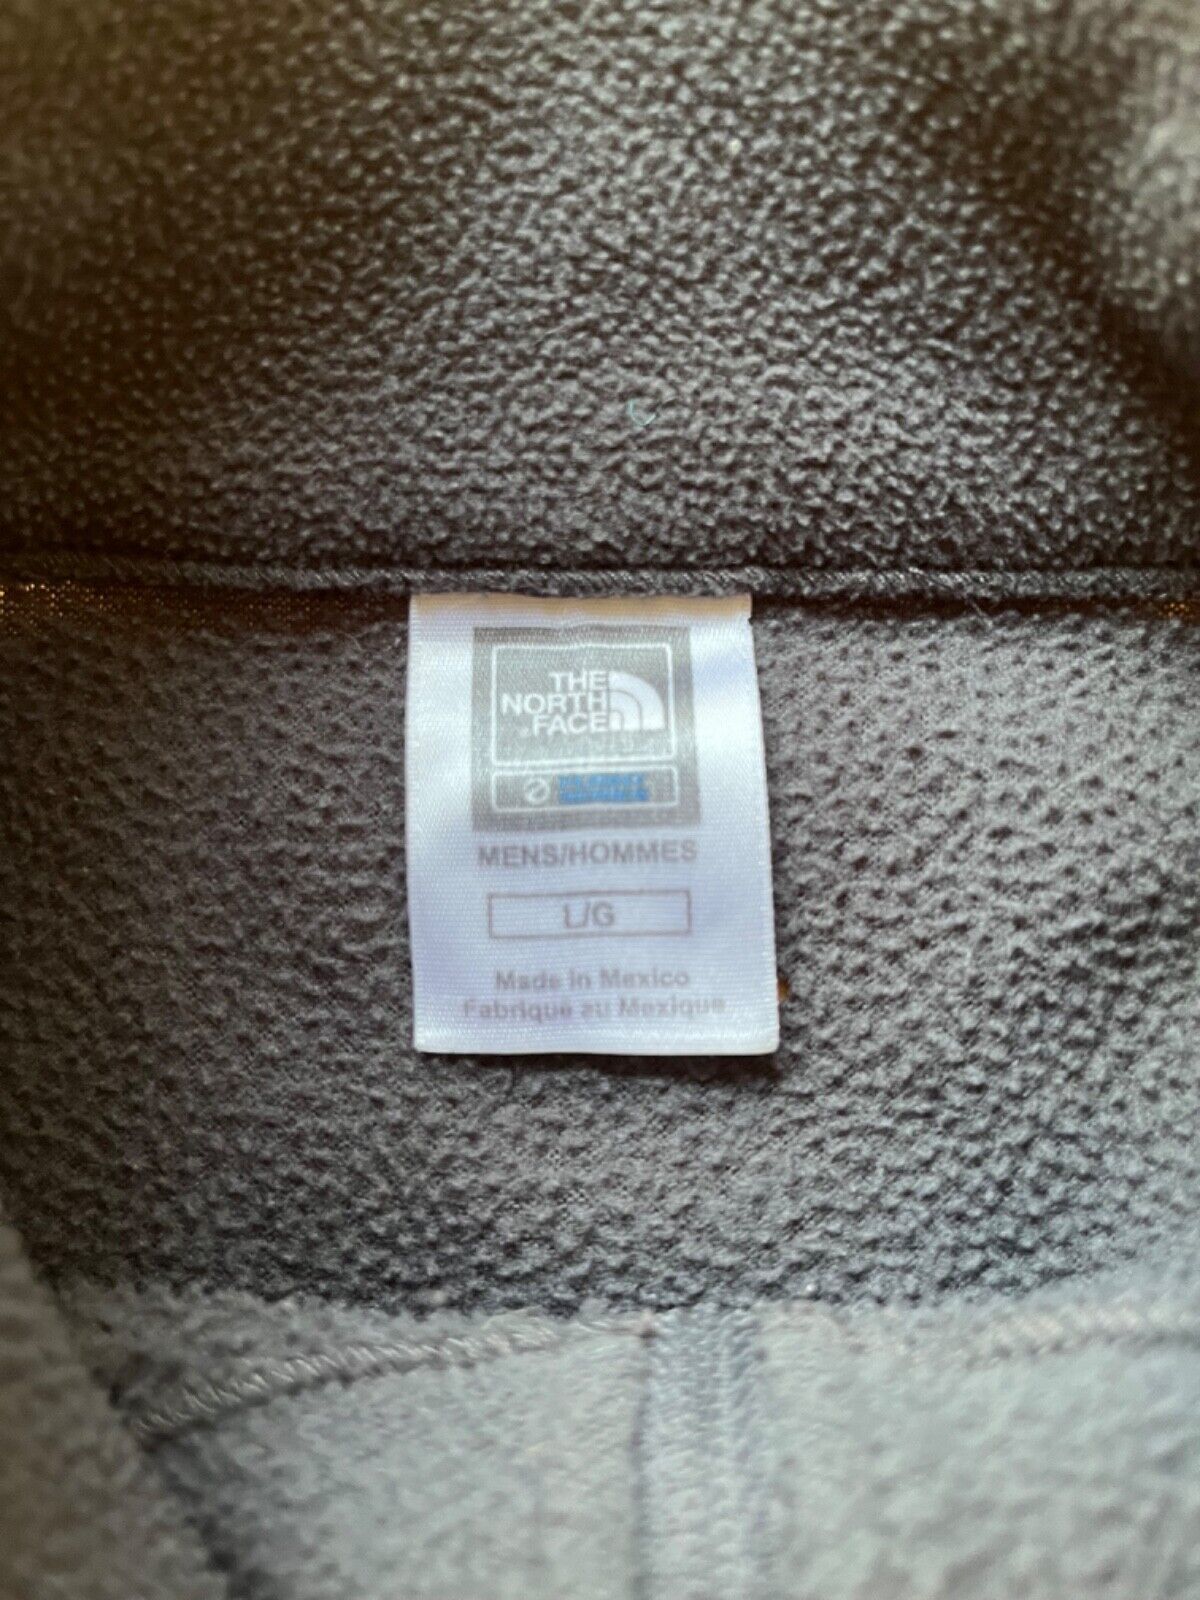 THE
NORTH
FACE
MENS/HOMMES
L/G
Made in Mexico
Fabriqué au Mexique